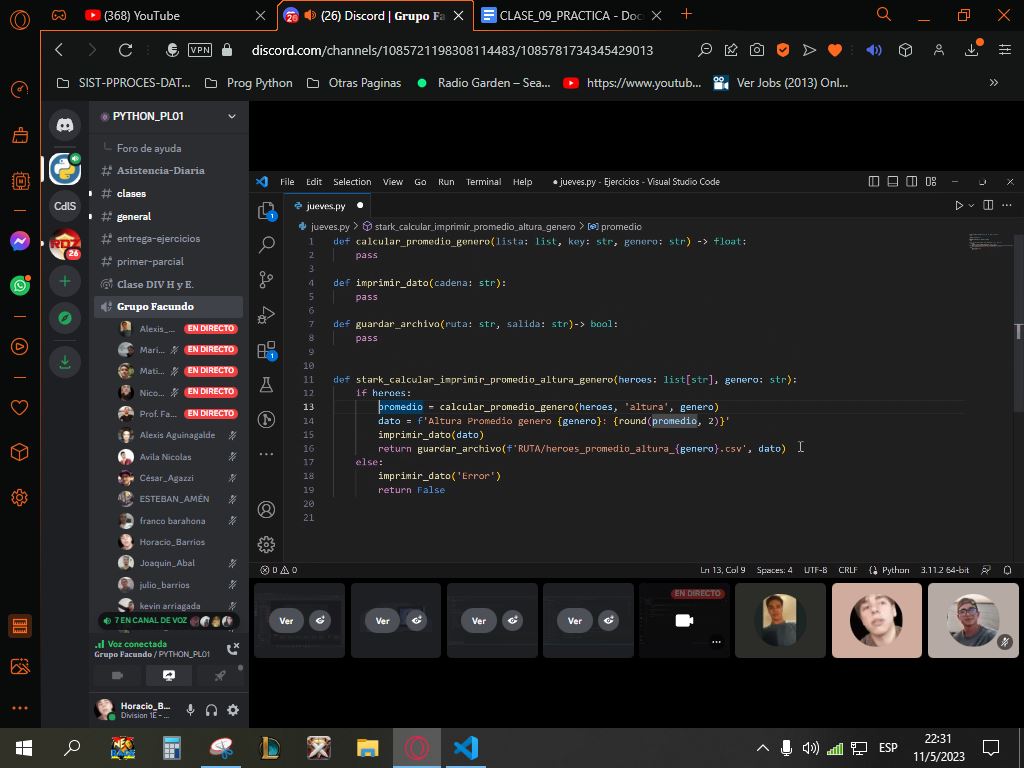 (368) YouTube
(26) Discord | Grupo Fa
CLASE_09_PRACTICA - Doc
VPN
discord.com/channels/1085721198308114483/1085781734345429013
SIST-PPROCES-DAT...
Prog Python
Otras Paginas
Radio Garden – Sea...
https://www.youtub...
Ver Jobs (2013) Onl...
PYTHON_PL01
Foro de ayuda
Asistencia-Diaria
clases
general
entrega-ejercicios
primer-parcial
Clase DIV H y E.
Grupo Facundo
Alexis_... EN DIRECTO
Mari... EN DIRECTO
Mati... EN DIRECTO
Nico... EN DIRECTO
Prof. Fa... EN DIRECTO
Alexis Aguinagalde
Avila Nicolas
César_Agazzi
ESTEBAN_AMÉN
franco barahona
Horacio_Barrios
Joaquin_Abal
julio_barrios
kevin arriagada
7 EN CANAL DE VOZ
Voz conectada
Grupo Facundo / PYTHON_PL01
Horacio_B...
Division 1E - ...
CdlS
26
File Edit Selection View Go Run Terminal Help
● jueves.py - Ejercicios - Visual Studio Code
jueves.py
jueves.py > stark_calcular_imprimir_promedio_altura_genero > promedio
1 def calcular_promedio_genero(lista: list, key: str, genero: str) -> float:
2 pass
3
4 def imprimir_dato(cadena: str):
5 pass
6
7 def guardar_archivo(ruta: str, salida: str)-> bool:
8 pass
9
10
11 def stark_calcular_imprimir_promedio_altura_genero(heroes: list[str], genero: str):
12 if heroes:
13 promedio = calcular_promedio_genero(heroes, 'altura', genero)
14 dato = f'Altura Promedio genero {genero}: {round(promedio, 2)}'
15 imprimir_dato(dato)
16 return guardar_archivo(f'RUTA/heroes_promedio_altura_{genero}.csv', dato)
17 else:
18 imprimir_dato('Error')
19 return False
20
21
0 0
Ln 13, Col 9 Spaces: 4 UTF-8 CRLF Python 3.11.2 64-bit
Ver
Ver
Ver
Ver
EN DIRECTO
ESP
22:31
11/5/2023